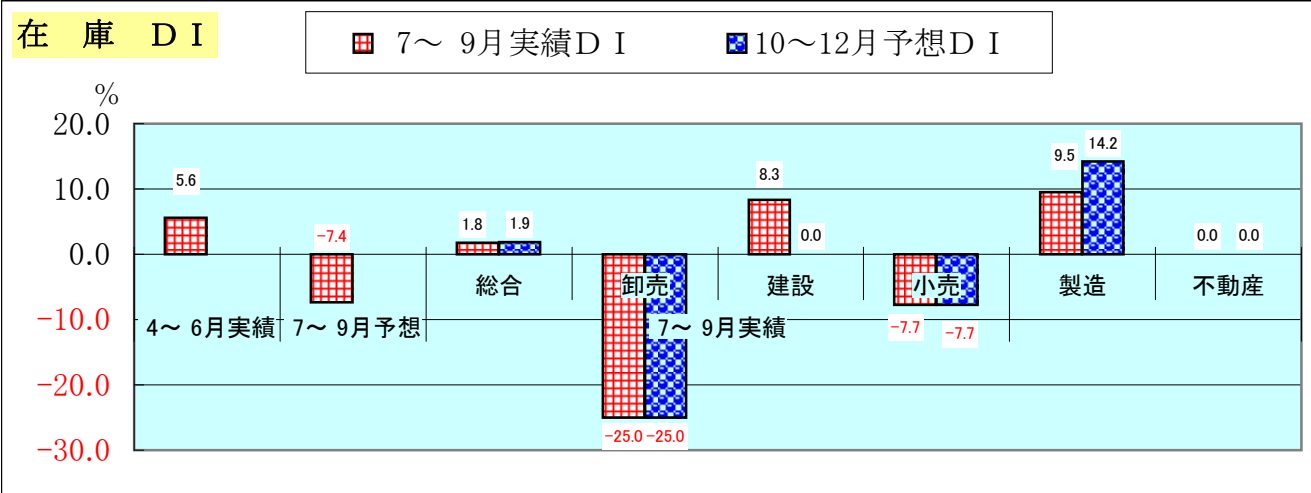 在　庫　ＤＩ
7～ 9月実績ＤＩ
10～12月予想ＤＩ
%
20.0
10.0
0.0
-10.0
-20.0
-30.0
5.6
-7.4
1.8
1.9
-25.0
-25.0
8.3
0.0
-7.7
-7.7
9.5
14.2
0.0
0.0
総合
卸売
建設
小売
製造
不動産
4～ 6月実績
7～ 9月予想
7～ 9月実績